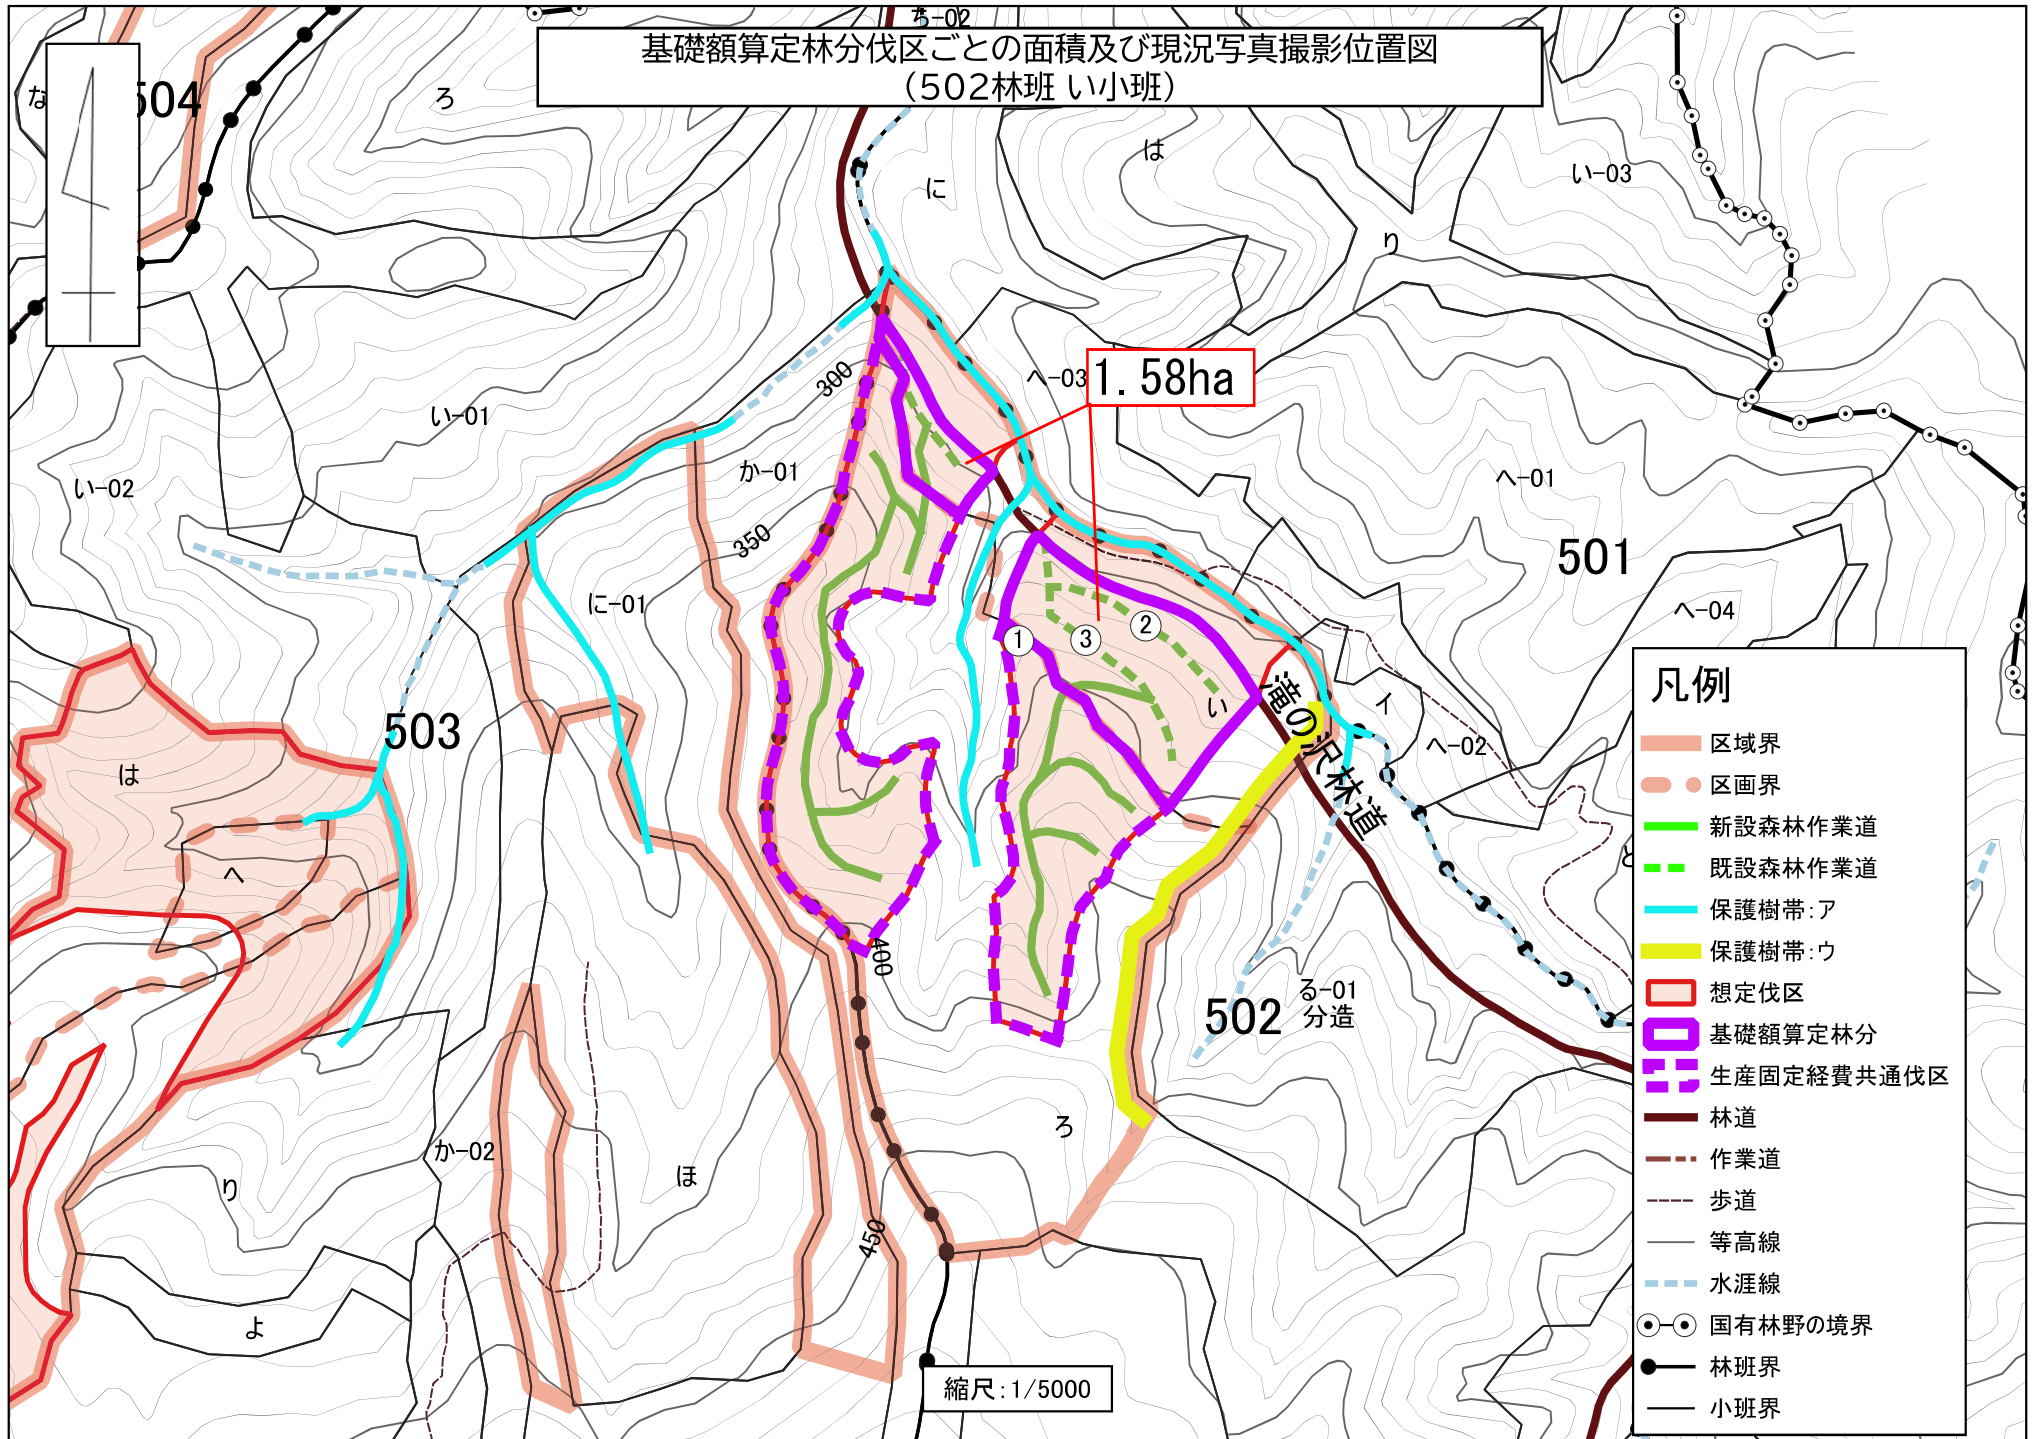 基礎額算定林分伐区ごとの面積及び現況写真撮影位置図
(502林班 い小班)
ち-02
な
504
ろ
は
に
い-03
り
300
へ-03
1.58ha
い-01
か-01
い-02
へ-01
350
501
に-01
へ-04
①
③
②
い
滝の沢林道
イ
へ-02
503
は
へ
と
400
502
る-01
分造
ろ
か-02
り
ほ
450
よ
縮尺:1/5000
凡例
区域界
区画界
新設森林作業道
既設森林作業道
保護樹帯:ア
保護樹帯:ウ
想定伐区
基礎額算定林分
生産固定経費共通伐区
林道
作業道
歩道
等高線
水涯線
国有林野の境界
林班界
小班界